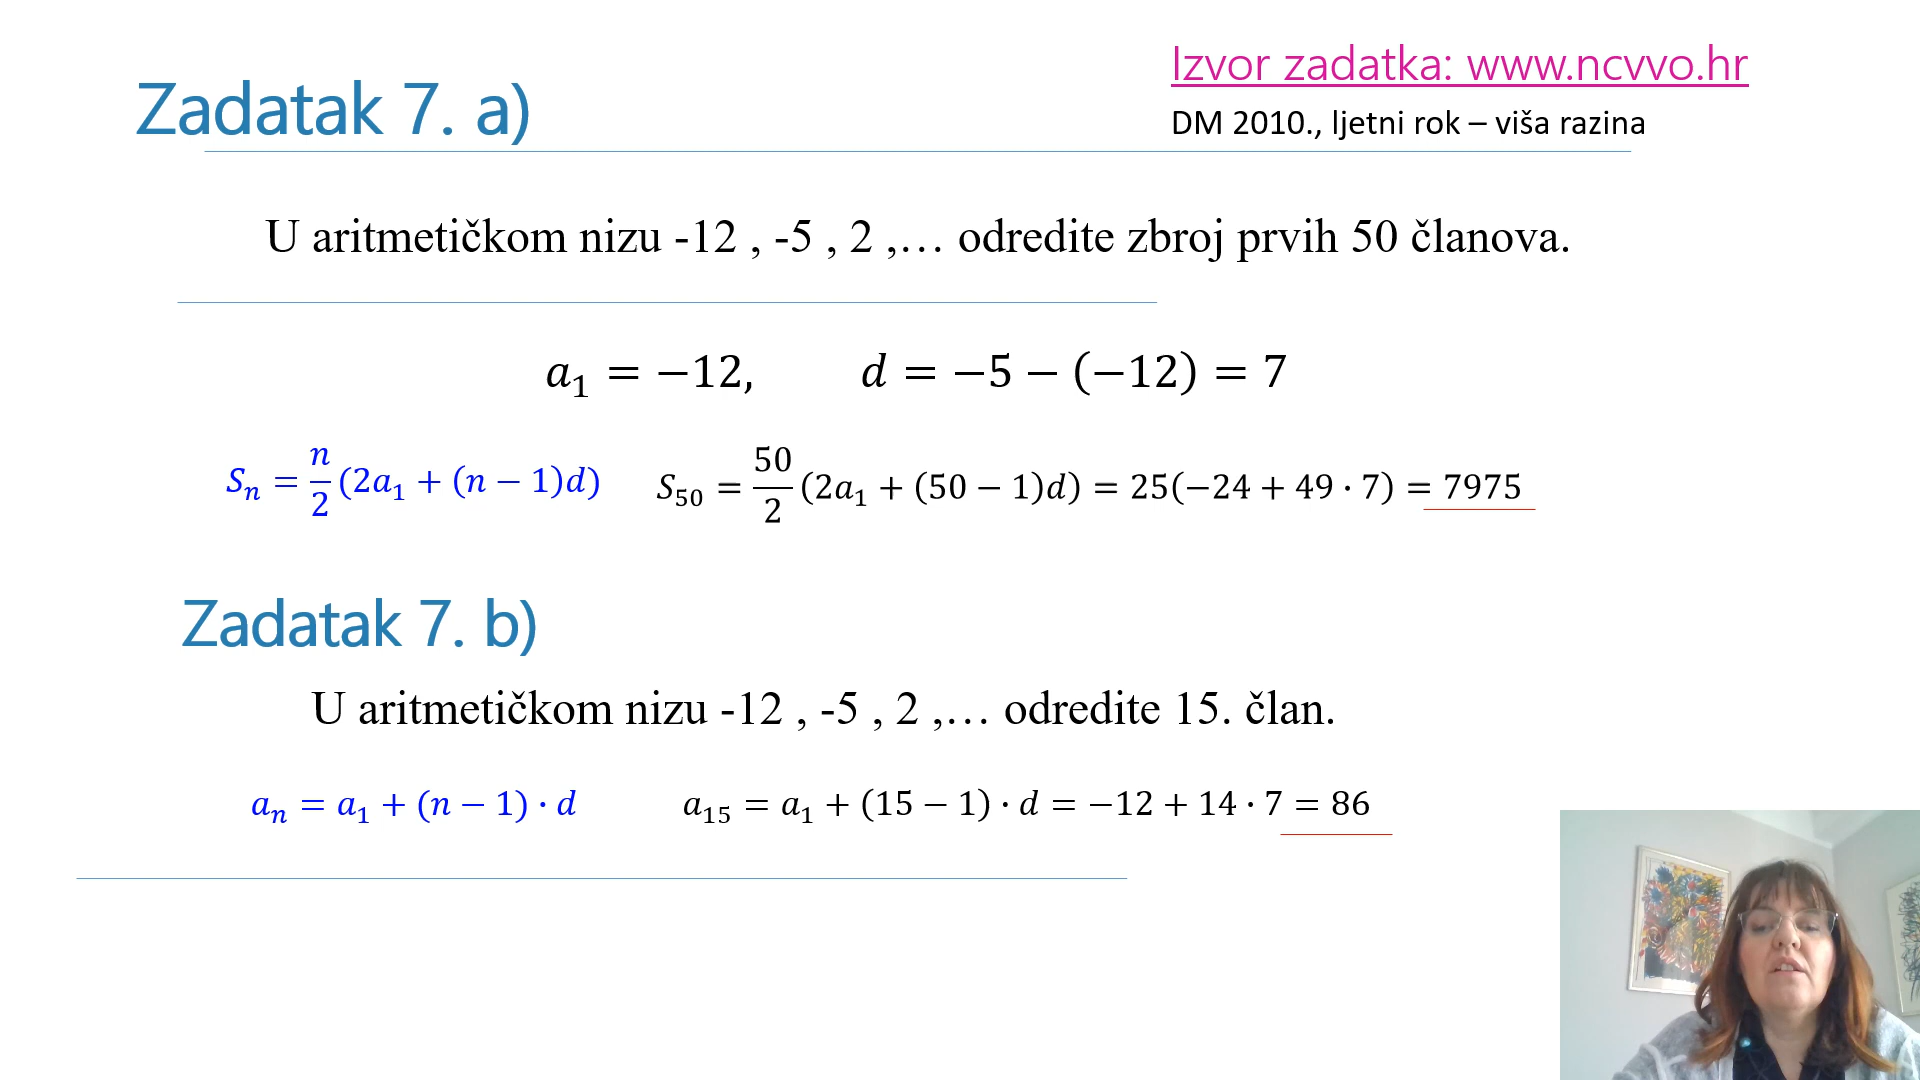 Zadatak 7. a)
Izvor zadatka: www.ncvvo.hr
DM 2010., ljetni rok – viša razina
U aritmetičkom nizu -12 , -5 , 2 ,… odredite zbroj prvih 50 članova.
a₁ = −12, d = −5 − (−12) = 7
Sₙ = n/2 (2a₁ + (n − 1)d) S₅₀ = 50/2 (2a₁ + (50 − 1)d) = 25(−24 + 49 · 7) = 7975
Zadatak 7. b)
U aritmetičkom nizu -12 , -5 , 2 ,… odredite 15. član.
aₙ = a₁ + (n − 1) · d a₁₅ = a₁ + (15 − 1) · d = −12 + 14 · 7 = 86